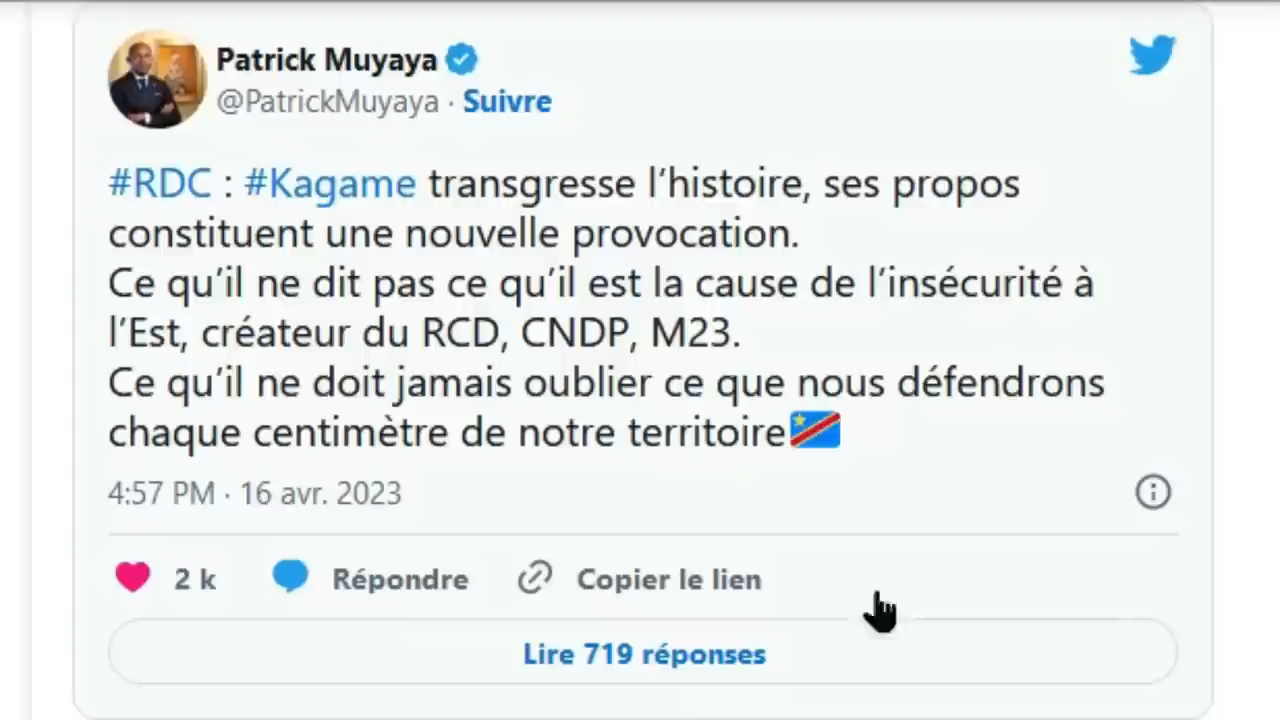 Patrick Muyaya
@PatrickMuyaya · Suivre
#RDC : #Kagame transgresse l’histoire, ses propos
constituent une nouvelle provocation.
Ce qu’il ne dit pas ce qu’il est la cause de l’insécurité à
l’Est, créateur du RCD, CNDP, M23.
Ce qu’il ne doit jamais oublier ce que nous défendrons
chaque centimètre de notre territoire🇨🇩
4:57 PM · 16 avr. 2023
2 k Répondre Copier le lien
Lire 719 réponses